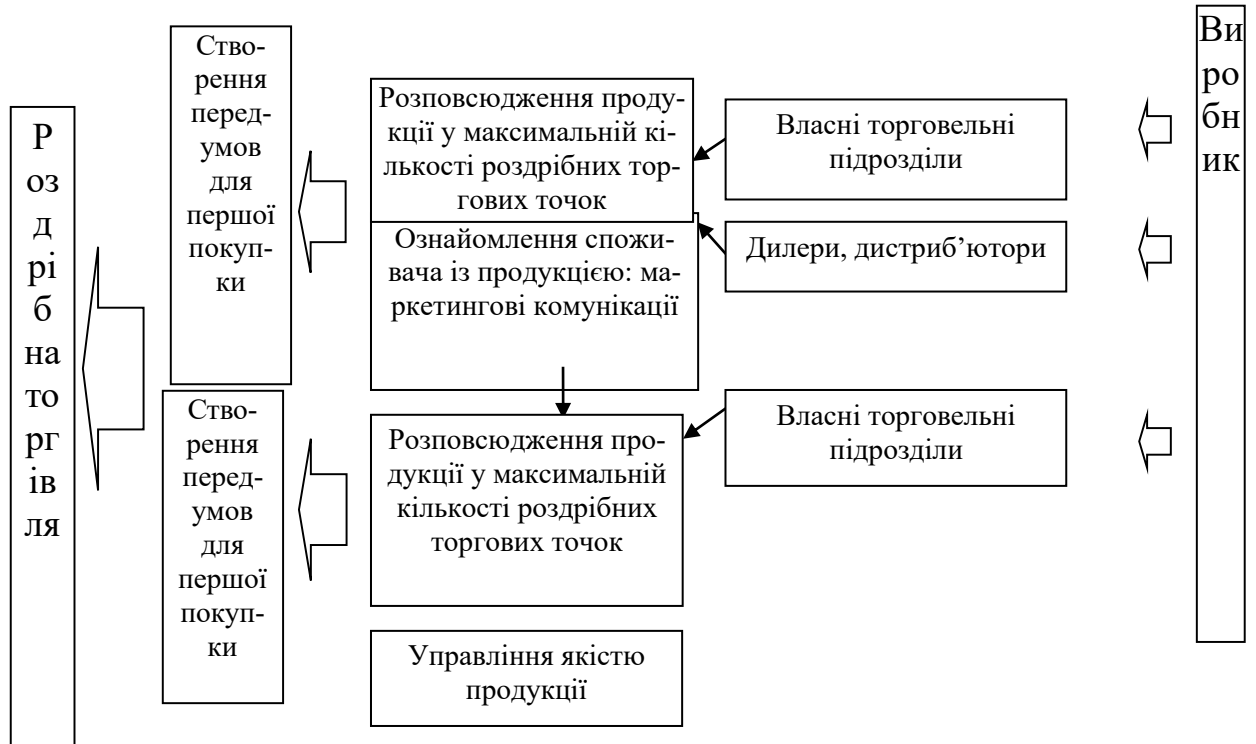 Р
оз
д
рі
б
на
то
рг
ів
ля
Ство-
рення
перед-
умов
для
першої
покуп-
ки
Ство-
рення
перед-
умов
для
першої
покуп-
ки
Розповсюдження проду-
кції у максимальній кі-
лькості роздрібних тор-
гових точок
Ознайомлення спожи-
вача із продукцією: ма-
ркетингові комунікації
Розповсюдження про-
дукції у максимальній
кількості роздрібних
торгових точок
Управління якістю
продукції
Власні торговельні
підрозділи
Дилери, дистриб’ютори
Власні торговельні
підрозділи
Ви
ро
бн
ик